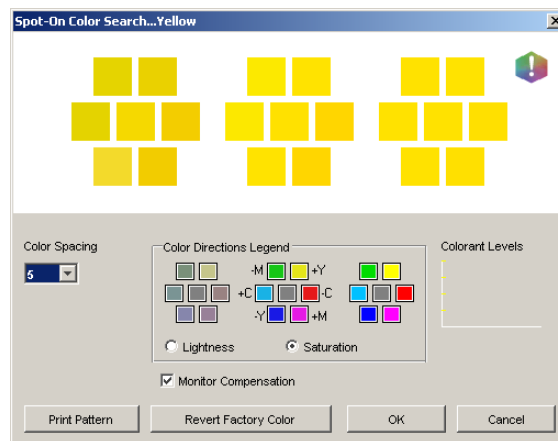 Spot-On Color Search...Yellow
Color Spacing
5
Color Directions Legend
-M +Y
+C -C
-Y +M
Lightness Saturation
Colorant Levels
Monitor Compensation
Print Pattern Revert Factory Color OK Cancel